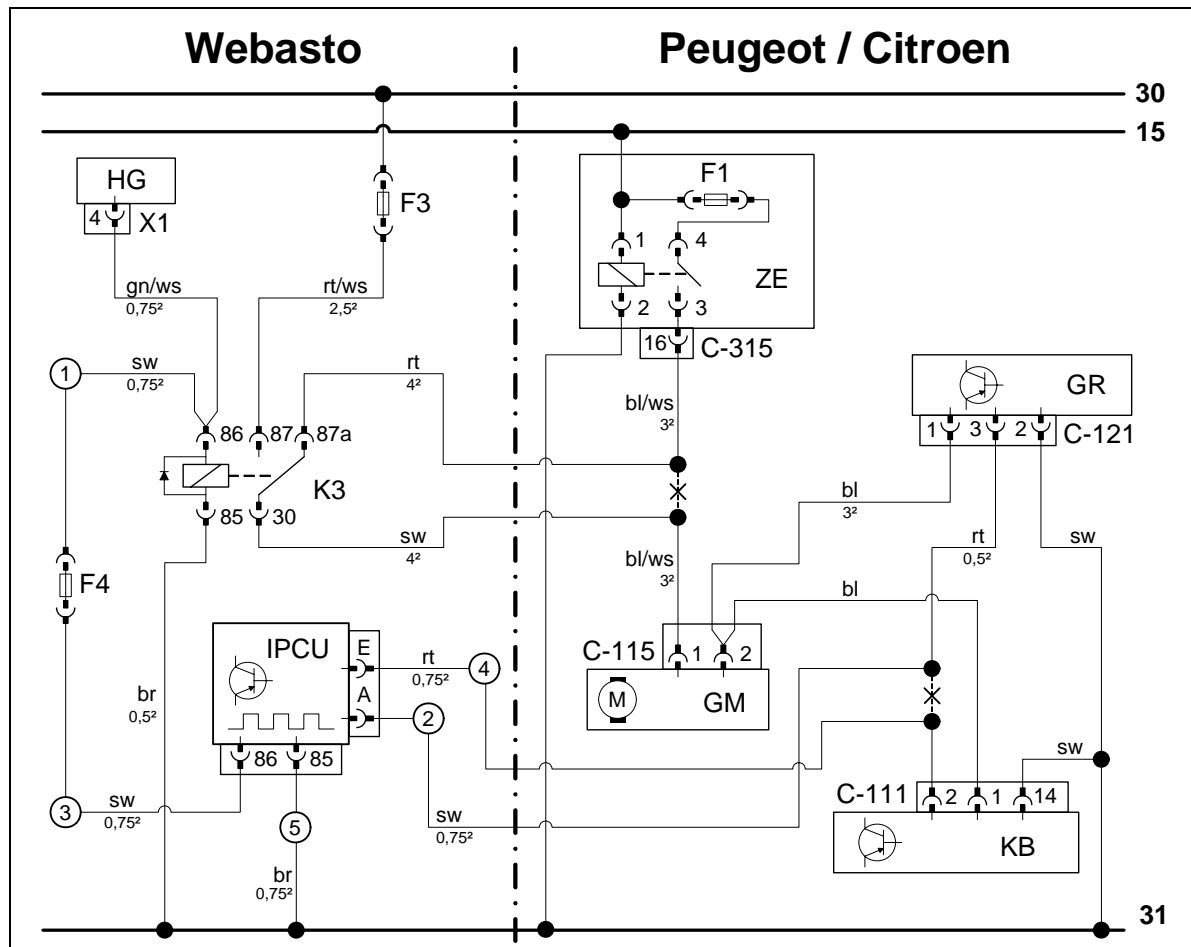 Webasto
Peugeot / Citroen
30
15
HG
4
X1
F3
F1
1
4
ZE
2
3
16
C-315
gn/ws
0,75²
rt/ws
2,5²
1
sw
0,75²
rt
4²
bl/ws
3²
GR
1
3
2
C-121
86
87
87a
K3
85
30
sw
4²
bl
3²
rt
0,5²
sw
bl/ws
3²
bl
F4
IPCU
E
A
rt
0,75²
4
2
C-115
1
2
M
GM
br
0,5²
86
85
3
sw
0,75²
5
sw
0,75²
sw
C-111
2
1
14
KB
br
0,75²
31